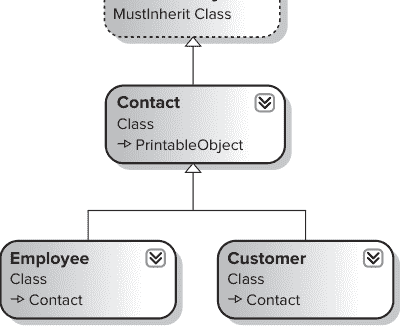 MustInherit Class
Contact
Class
PrintableObject
Employee
Class
Contact
Customer
Class
Contact